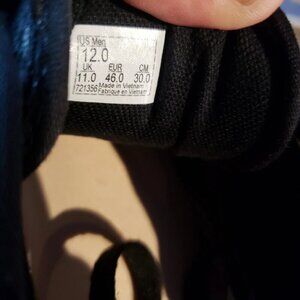 US Men
12.0
UK EUR CM
11.0 46.0 30.0
721356 Made in Vietnam
Fabriqué en Vietnam